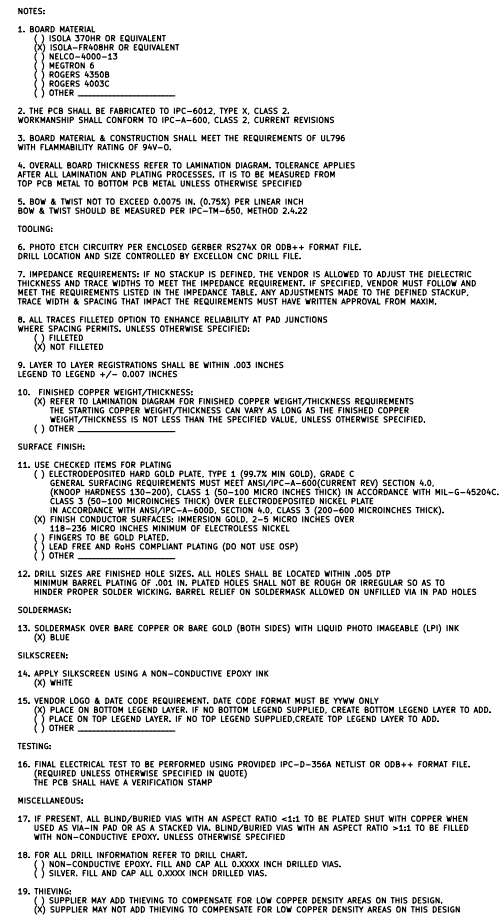 NOTES:
1. BOARD MATERIAL
( ) ISOLA 370HR OR EQUIVALENT
(X) ISOLA-FR408HR OR EQUIVALENT
( ) NELCO-4000-13
( ) MEGTRON 6
( ) ROGERS 4350B
( ) ROGERS 4003C
( ) OTHER ____________________
2. THE PCB SHALL BE FABRICATED TO IPC-6012, TYPE X, CLASS 2.
WORKMANSHIP SHALL CONFORM TO IPC-A-600, CLASS 2, CURRENT REVISIONS
3. BOARD MATERIAL & CONSTRUCTION SHALL MEET THE REQUIREMENTS OF UL796
WITH FLAMMABILITY RATING OF 94V-0.
4. OVERALL BOARD THICKNESS REFER TO LAMINATION DIAGRAM. TOLERANCE APPLIES
AFTER ALL LAMINATION AND PLATING PROCESSES. IT IS TO BE MEASURED FROM
TOP PCB METAL TO BOTTOM PCB METAL UNLESS OTHERWISE SPECIFIED
5. BOW & TWIST NOT TO EXCEED 0.0075 IN. (0.75%) PER LINEAR INCH
BOW & TWIST SHOULD BE MEASURED PER IPC-TM-650, METHOD 2.4.22
TOOLING:
6. PHOTO ETCH CIRCUITRY PER ENCLOSED GERBER RS274X OR ODB++ FORMAT FILE.
DRILL LOCATION AND SIZE CONTROLLED BY EXCELLON CNC DRILL FILE.
7. IMPEDANCE REQUIREMENTS: IF NO STACKUP IS DEFINED, THE VENDOR IS ALLOWED TO ADJUST THE DIELECTRIC
THICKNESS AND TRACE WIDTHS TO MEET THE IMPEDANCE REQUIREMENT. IF SPECIFIED, VENDOR MUST FOLLOW AND
MEET THE REQUIREMENTS LISTED IN THE IMPEDANCE TABLE. ANY ADJUSTMENTS MADE TO THE DEFINED STACKUP,
TRACE WIDTH & SPACING THAT IMPACT THE REQUIREMENTS MUST HAVE WRITTEN APPROVAL FROM MAXIM.
8. ALL TRACES FILLETED OPTION TO ENHANCE RELIABILITY AT PAD JUNCTIONS
WHERE SPACING PERMITS. UNLESS OTHERWISE SPECIFIED:
( ) FILLETED
(X) NOT FILLETED
9. LAYER TO LAYER REGISTRATIONS SHALL BE WITHIN .003 INCHES
LEGEND TO LEGEND +/- 0.007 INCHES
10. FINISHED COPPER WEIGHT/THICKNESS:
(X) REFER TO LAMINATION DIAGRAM FOR FINISHED COPPER WEIGHT/THICKNESS REQUIREMENTS
THE STARTING COPPER WEIGHT/THICKNESS CAN VARY AS LONG AS THE FINISHED COPPER
WEIGHT/THICKNESS IS NOT LESS THAN THE SPECIFIED VALUE, UNLESS OTHERWISE SPECIFIED.
( ) OTHER ____________________
SURFACE FINISH:
11. USE CHECKED ITEMS FOR PLATING
( ) ELECTRODEPOSITED HARD GOLD PLATE, TYPE 1 (99.7% MIN GOLD), GRADE C
GENERAL SURFACING REQUIREMENTS MUST MEET ANSI/IPC-A-600(CURRENT REV) SECTION 4.0,
(KNOOP HARDNESS 130-200), CLASS 1 (50-100 MICRO INCHES THICK) IN ACCORDANCE WITH MIL-G-45204C.
CLASS 3 (50-100 MICROINCHES THICK) OVER ELECTRODEPOSITED NICKEL PLATE
IN ACCORDANCE WITH ANSI/IPC-A-600D, SECTION 4.0, CLASS 3 (200-600 MICROINCHES THICK).
(X) FINISH CONDUCTOR SURFACES: IMMERSION GOLD, 2-5 MICRO INCHES OVER
118-236 MICRO INCHES MINIMUM OF ELECTROLESS NICKEL
( ) FINGERS TO BE GOLD PLATED.
( ) LEAD FREE AND RoHS COMPLIANT PLATING (DO NOT USE OSP)
( ) OTHER ____________________
12. DRILL SIZES ARE FINISHED HOLE SIZES. ALL HOLES SHALL BE LOCATED WITHIN .005 DTP
MINIMUM BARREL PLATING OF .001 IN. PLATED HOLES SHALL NOT BE ROUGH OR IRREGULAR SO AS TO
HINDER PROPER SOLDER WICKING. BARREL RELIEF ON SOLDERMASK ALLOWED ON UNFILLED VIA IN PAD HOLES
SOLDERMASK:
13. SOLDERMASK OVER BARE COPPER OR BARE GOLD (BOTH SIDES) WITH LIQUID PHOTO IMAGEABLE (LPI) INK
(X) BLUE
SILKSCREEN:
14. APPLY SILKSCREEN USING A NON-CONDUCTIVE EPOXY INK
(X) WHITE
15. VENDOR LOGO & DATE CODE REQUIREMENT. DATE CODE FORMAT MUST BE YYWW ONLY
(X) PLACE ON BOTTOM LEGEND LAYER. IF NO BOTTOM LEGEND SUPPLIED, CREATE BOTTOM LEGEND LAYER TO ADD.
( ) PLACE ON TOP LEGEND LAYER. IF NO TOP LEGEND SUPPLIED,CREATE TOP LEGEND LAYER TO ADD.
( ) OTHER ____________________
TESTING:
16. FINAL ELECTRICAL TEST TO BE PERFORMED USING PROVIDED IPC-D-356A NETLIST OR ODB++ FORMAT FILE.
(REQUIRED UNLESS OTHERWISE SPECIFIED IN QUOTE)
THE PCB SHALL HAVE A VERIFICATION STAMP
MISCELLANEOUS:
17. IF PRESENT, ALL BLIND/BURIED VIAS WITH AN ASPECT RATIO <1:1 TO BE PLATED SHUT WITH COPPER WHEN
USED AS VIA-IN PAD OR AS A STACKED VIA. BLIND/BURIED VIAS WITH AN ASPECT RATIO >1:1 TO BE FILLED
WITH NON-CONDUCTIVE EPOXY. UNLESS OTHERWISE SPECIFIED
18. FOR ALL DRILL INFORMATION REFER TO DRILL CHART.
( ) NON-CONDUCTIVE EPOXY. FILL AND CAP ALL 0.XXXX INCH DRILLED VIAS.
( ) SILVER. FILL AND CAP ALL 0.XXXX INCH DRILLED VIAS.
19. THIEVING:
( ) SUPPLIER MAY ADD THIEVING TO COMPENSATE FOR LOW COPPER DENSITY AREAS ON THIS DESIGN.
(X) SUPPLIER MAY NOT ADD THIEVING TO COMPENSATE FOR LOW COPPER DENSITY AREAS ON THIS DESIGN